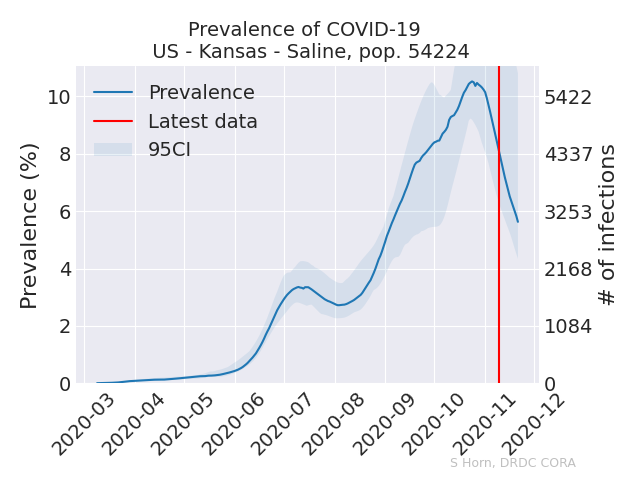 Prevalence of COVID-19
US - Kansas - Saline, pop. 54224
Prevalence
Latest data
95CI
Prevalence (%)
10
8
6
4
2
0
5422
4337
3253
2168
1084
0
# of infections
2020-03
2020-04
2020-05
2020-06
2020-07
2020-08
2020-09
2020-10
2020-11
2020-12
S Horn, DRDC CORA